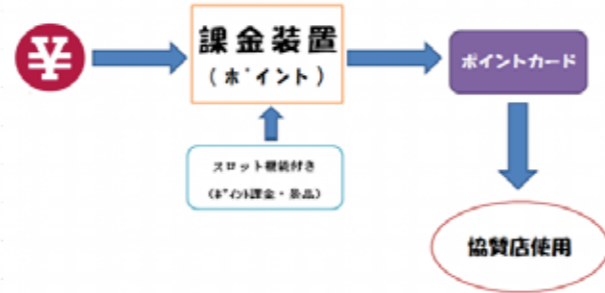 ¥
課金装置
(ポイント)
ポイントカード
スロット機能付き
(ポイント課金・景品)
協賛店使用